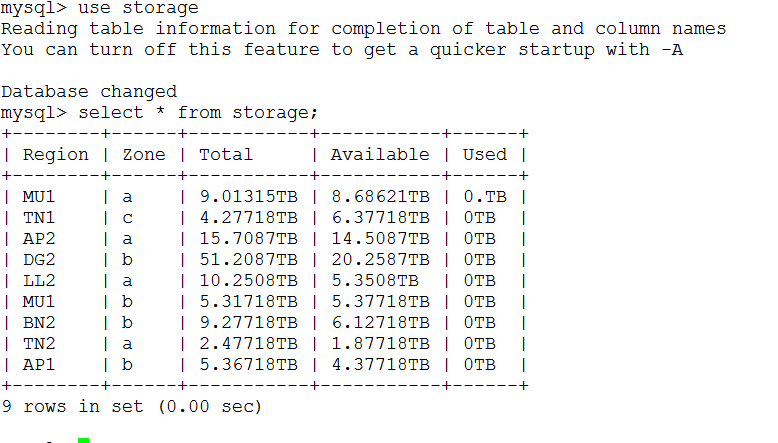 mysql> use storage
Reading table information for completion of table and column names
You can turn off this feature to get a quicker startup with -A

Database changed
mysql> select * from storage;
+--------+------+-----------+-----------+------+
| Region | Zone | Total     | Available | Used |
+--------+------+-----------+-----------+------+
| MU1    | a    | 9.01315TB | 8.68621TB | 0.TB |
| TN1    | c    | 4.27718TB | 6.37718TB | 0TB  |
| AP2    | a    | 15.7087TB | 14.5087TB | 0TB  |
| DG2    | b    | 51.2087TB | 20.2587TB | 0TB  |
| LL2    | a    | 10.2508TB | 5.3508TB  | 0TB  |
| MU1    | b    | 5.31718TB | 5.37718TB | 0TB  |
| BN2    | b    | 9.27718TB | 6.12718TB | 0TB  |
| TN2    | a    | 2.47718TB | 1.87718TB | 0TB  |
| AP1    | b    | 5.36718TB | 4.37718TB | 0TB  |
+--------+------+-----------+-----------+------+
9 rows in set (0.00 sec)